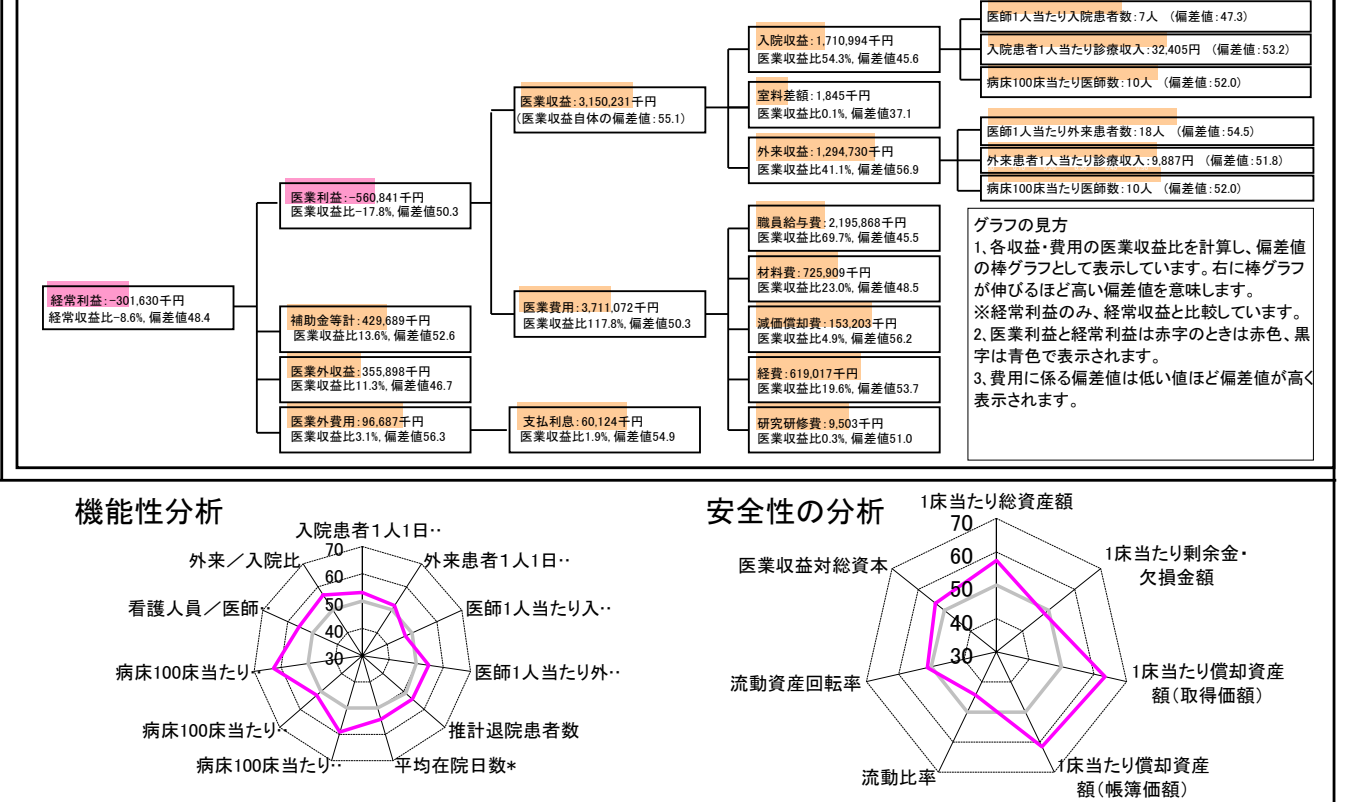 経常利益:-301,630千円
経常収比-8.6%, 偏差値48.4
医業利益:-560,841千円
医業収益比-17.8%, 偏差値50.3
補助金等計:429,689千円
医業収益比13.6%, 偏差値52.6
医業外収益:355,898千円
医業収益比11.3%, 偏差値46.7
医業外費用:96,687千円
医業収益比3.1%, 偏差値56.3
医業収益:3,150,231千円
(医業収益自体の偏差値:55.1)
医業費用:3,711,072千円
医業収益比117.8%, 偏差値50.3
支払利息:60,124千円
医業収益比1.9%, 偏差値54.9
入院収益:1,710,994千円
医業収益比54.3%, 偏差値45.6
室料差額:1,845千円
医業収益比0.1%, 偏差値37.1
外来収益:1,294,730千円
医業収益比41.1%, 偏差値56.9
職員給与費:2,195,868千円
医業収益比69.7%, 偏差値45.5
材料費:725,909千円
医業収益比23.0%, 偏差値48.5
減価償却費:153,203千円
医業収益比4.9%, 偏差値56.2
経費:619,017千円
医業収益比19.6%, 偏差値53.7
研究研修費:9,503千円
医業収益比0.3%, 偏差値51.0
医師1人当たり入院患者数:7人 (偏差値:47.3)
入院患者1人当たり診療収入:32,405円 (偏差値:53.2)
病床100床当たり医師数:10人 (偏差値:52.0)
医師1人当たり外来患者数:18人 (偏差値:54.5)
外来患者1人当たり診療収入:9,887円 (偏差値:51.8)
病床100床当たり医師数:10人 (偏差値:52.0)
グラフの見方
1、各収益・費用の医業収益比を計算し、偏差値
の棒グラフとして表示しています。右に棒グラフ
が伸びるほど高い偏差値を意味します。
※経常利益のみ、経常収益と比較しています。
2、医業利益と経常利益は赤字のときは赤色、黒
字は青色で表示されます。
3、費用に係る偏差値は低い値ほど偏差値が高く
表示されます。
機能性分析
入院患者1人1日‥
外来患者1人1日‥
医師1人当たり入‥
医師1人当たり外‥
推計退院患者数
平均在院日数*
病床100床当たり‥
病床100床当たり‥
病床100床当たり‥
看護人員/医師‥
外来/入院比
70
60
50
40
30
安全性の分析
1床当たり総資産額
1床当たり剰余金・
欠損金額
1床当たり償却資産
額(取得価額)
1床当たり償却資産
額(帳簿価額)
流動比率
流動資産回転率
医業収益対総資本
70
60
50
40
30